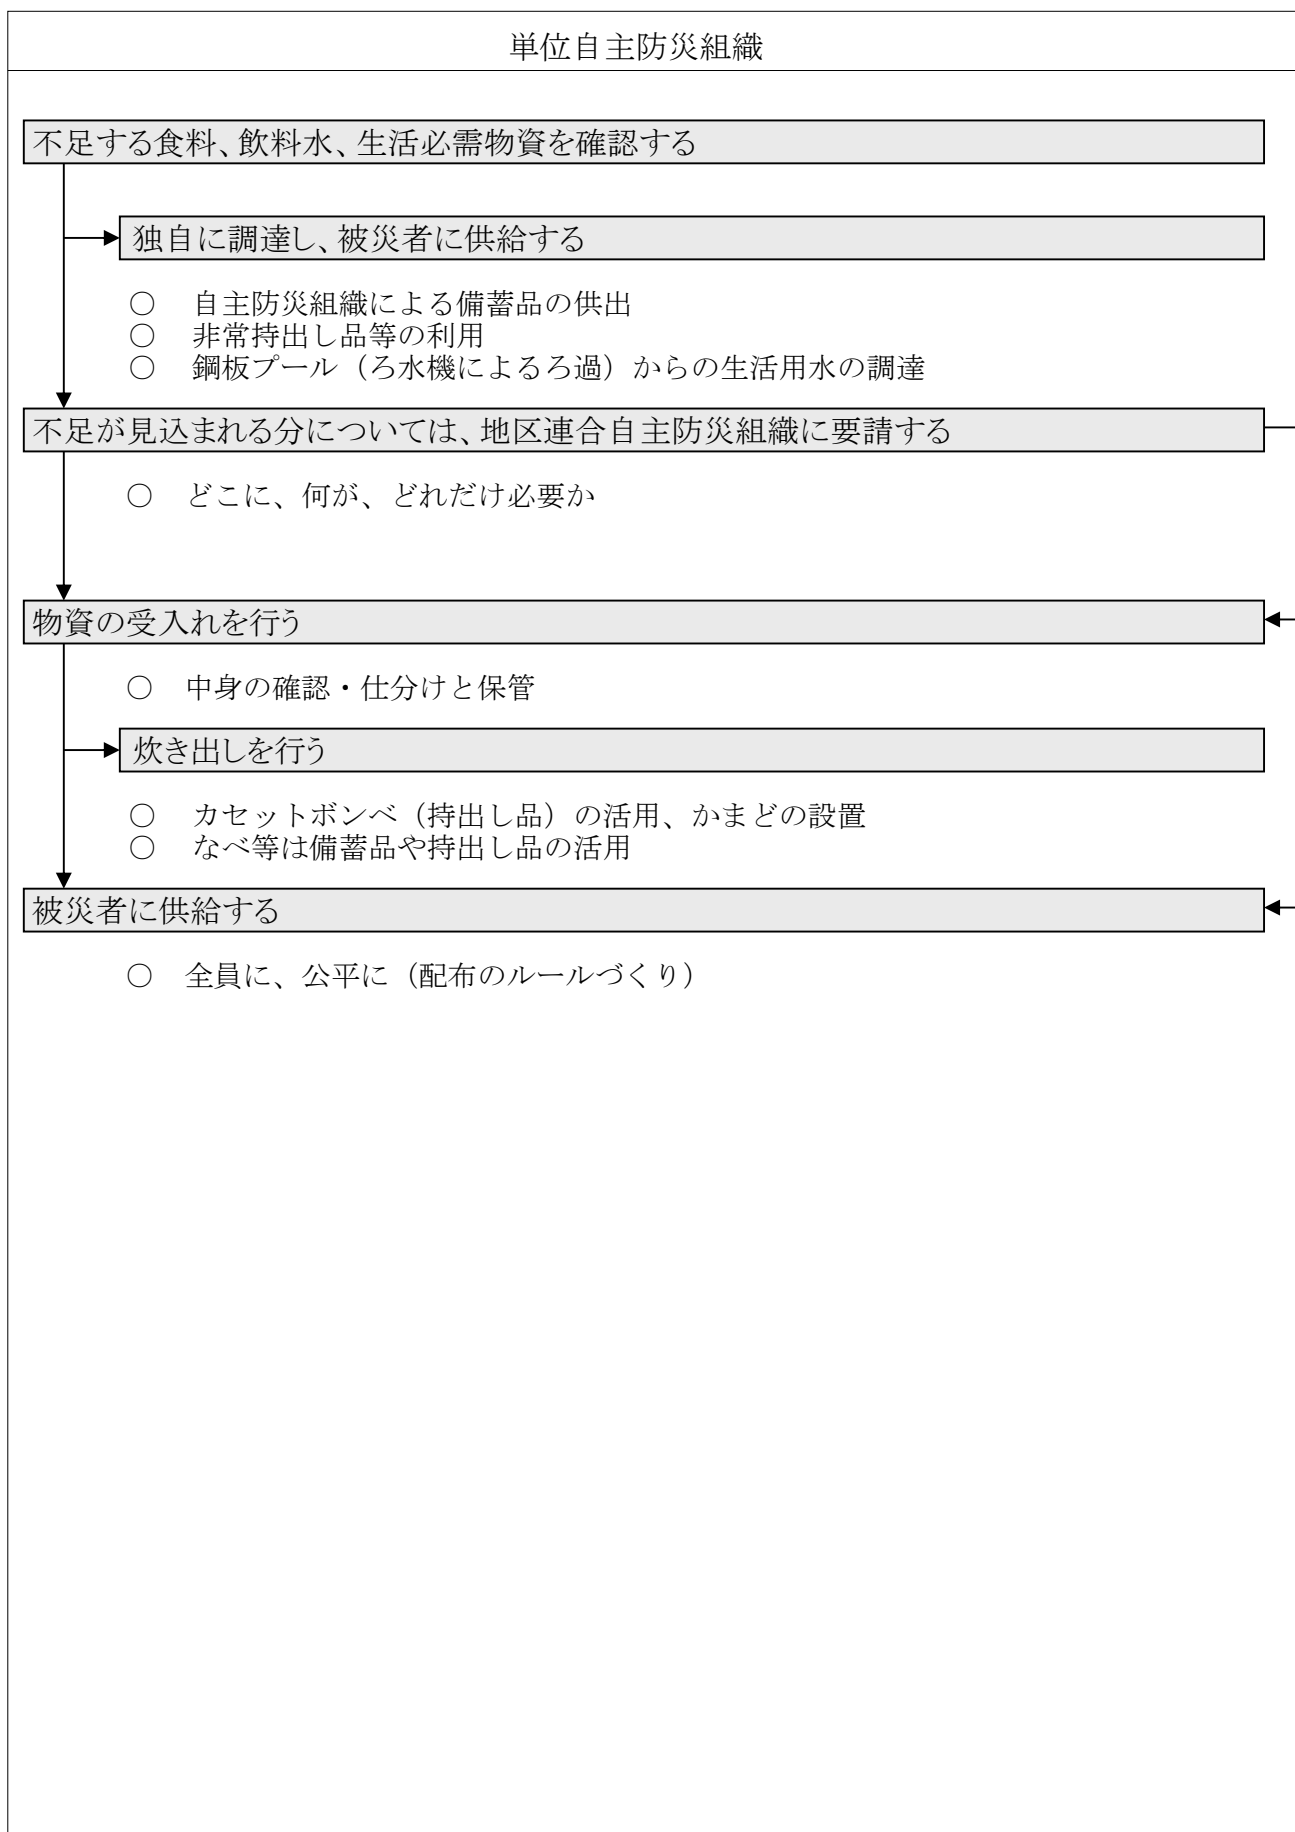 単位自主防災組織
不足する食料、飲料水、生活必需物資を確認する
独自に調達し、被災者に供給する
○　自主防災組織による備蓄品の供出
○　非常持出し品等の利用
○　鋼板プール（ろ水機によるろ過）からの生活用水の調達
不足が見込まれる分については、地区連合自主防災組織に要請する
○　どこに、何が、どれだけ必要か
物資の受入れを行う
○　中身の確認・仕分けと保管
炊き出しを行う
○　カセットボンベ（持出し品）の活用、かまどの設置
○　なべ等は備蓄品や持出し品の活用
被災者に供給する
○　全員に、公平に（配布のルールづくり）